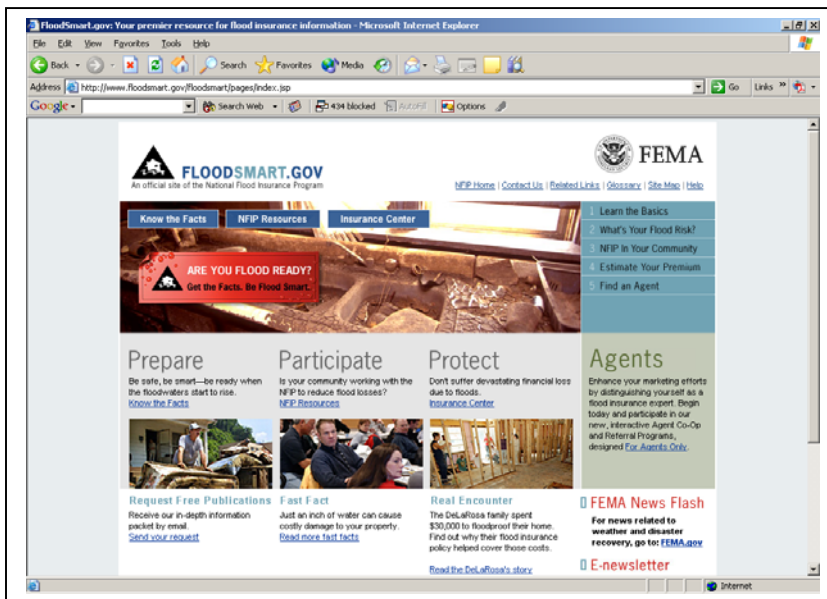 FloodSmart.gov: Your premier resource for flood insurance information - Microsoft Internet Explorer
File Edit View Favorites Tools Help
Back Search Favorites Media
Address http://www.floodsmart.gov/floodsmart/pages/index.jsp Go Links
Google Search Web 434 blocked AutoFill Options
FLOODSMART.GOV
An official site of the National Flood Insurance Program
FEMA
NFIP Home | Contact Us | Related Links | Glossary | Site Map | Help
Know the Facts NFIP Resources Insurance Center
ARE YOU FLOOD READY?
Get the Facts. Be Flood Smart.
1 Learn the Basics
2 What's Your Flood Risk?
3 NFIP In Your Community
4 Estimate Your Premium
5 Find an Agent
Prepare
Be safe, be smart—be ready when
the floodwaters start to rise.
Know the Facts
Participate
Is your community working with the
NFIP to reduce flood losses?
NFIP Resources
Protect
Don't suffer devastating financial loss
due to floods.
Insurance Center
Agents
Enhance your marketing efforts
by distinguishing yourself as a
flood insurance expert. Begin
today and participate in our
new, interactive Agent Co-Op
and Referral Programs,
designed For Agents Only.
Request Free Publications
Receive our in-depth information
packet by email.
Send your request
Fast Fact
Just an inch of water can cause
costly damage to your property.
Read more fast facts
Real Encounter
The DeLaRosa family spent
$30,000 to floodproof their home.
Find out why their flood insurance
policy helped cover those costs.
Read the DeLaRosa's story
FEMA News Flash
For news related to
weather and disaster
recovery, go to: FEMA.gov
E-newsletter
Internet